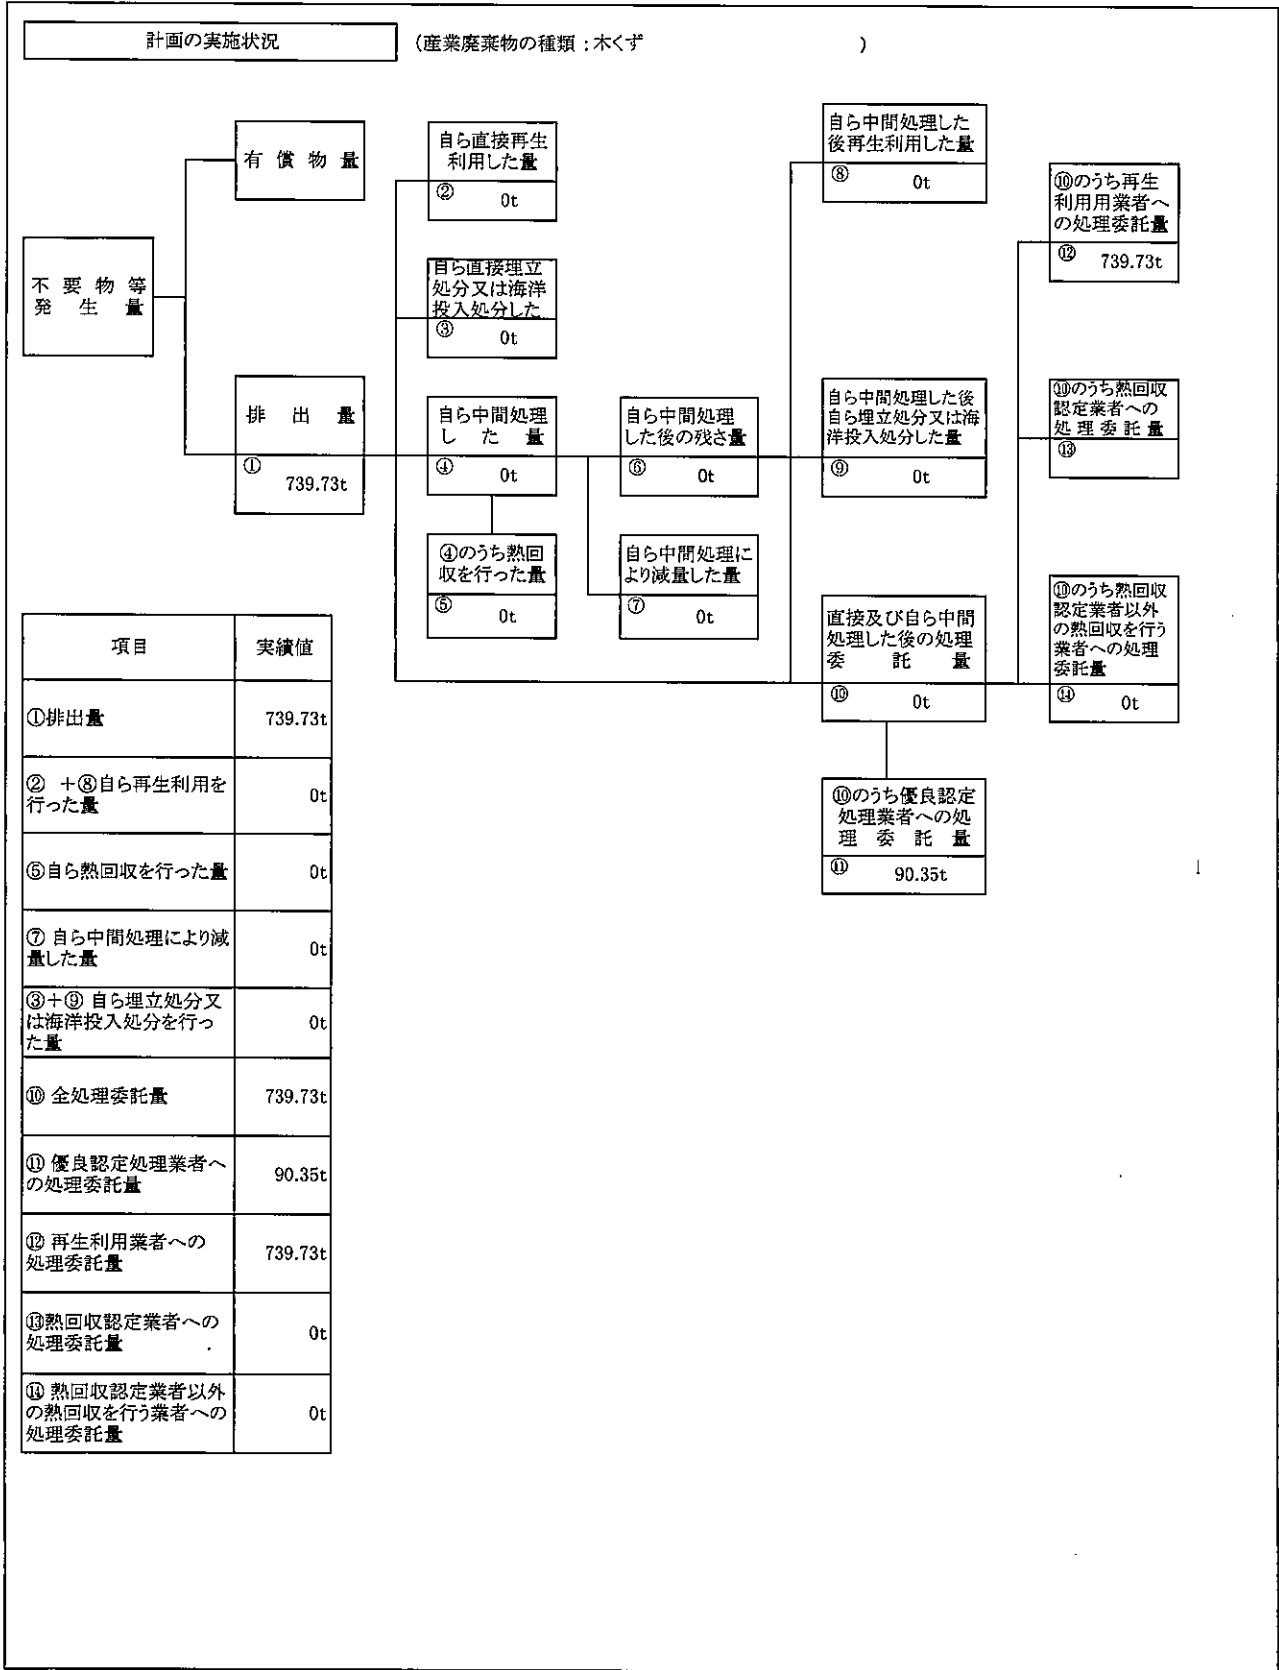 計画の実施状況
(産業廃棄物の種類 : 木くず )
有 償 物 量
不 要 物 等
発 生 量
排 出 量
① 739.73t
自ら直接再生
利用した量
② 0t
自ら直接埋立
処分又は海洋
投入処分した
③ 0t
自ら中間処理
し た 量
④ 0t
④のうち熱回
収を行った量
⑤ 0t
自ら中間処理
した後の残さ量
⑥ 0t
自ら中間処理に
より減量した量
⑦ 0t
自ら中間処理した
後再生利用した量
⑧ 0t
自ら中間処理した後
自ら埋立処分又は海
洋投入処分した量
⑨ 0t
直接及び自ら中間
処理した後の処理
委 託 量
⑩ 0t
⑩のうち優良認定
処理業者への処
理 委 託 量
⑪ 90.35t
⑩のうち再生
利用用業者へ
の処理委託量
⑫ 739.73t
⑩のうち熱回収
認定業者への
処 理 委 託 量
⑬
⑩のうち熱回収
認定業者以外
の熱回収を行う
業者への処理
委託量
⑭ 0t
項目 実績値
①排出量 739.73t
② +⑧自ら再生利用を
行った量 0t
⑤自ら熱回収を行った量 0t
⑦ 自ら中間処理により減
量した量 0t
③+⑨ 自ら埋立処分又
は海洋投入処分を行っ
た量 0t
⑩ 全処理委託量 739.73t
⑪ 優良認定処理業者へ
の処理委託量 90.35t
⑫ 再生利用業者への
処理委託量 739.73t
⑬熱回収認定業者への
処理委託量 0t
⑭ 熱回収認定業者以外
の熱回収を行う業者への
処理委託量 0t